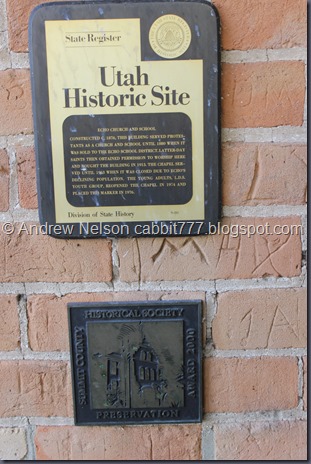 State Register
Utah
Historic Site
ECHO CHURCH AND SCHOOL
CONSTRUCTED C. 1876, THIS BUILDING SERVED PROTES-
TANTS AS A CHURCH AND SCHOOL UNTIL 1880 WHEN IT
WAS SOLD TO THE ECHO SCHOOL DISTRICT. LATTER-DAY
SAINTS THEN OBTAINED PERMISSION TO WORSHIP HERE
AND BOUGHT THE BUILDING IN 1913. THE CHAPEL SER-
VED UNTIL WHEN IT WAS CLOSED DUE TO ECHO'S
DECLINING POPULATION. THE YOUNG ADULTS, L.D.S.
YOUTH GROUP, REOPENED THE CHAPEL IN 1974 AND
PLACED THIS MARKER IN 1976.
Division of State History
© Andrew Nelson cabbit777.blogspot.com
HISTORICAL SOCIETY
SUMMIT COUNTY
AWARD 2000
PRESERVATION
1A